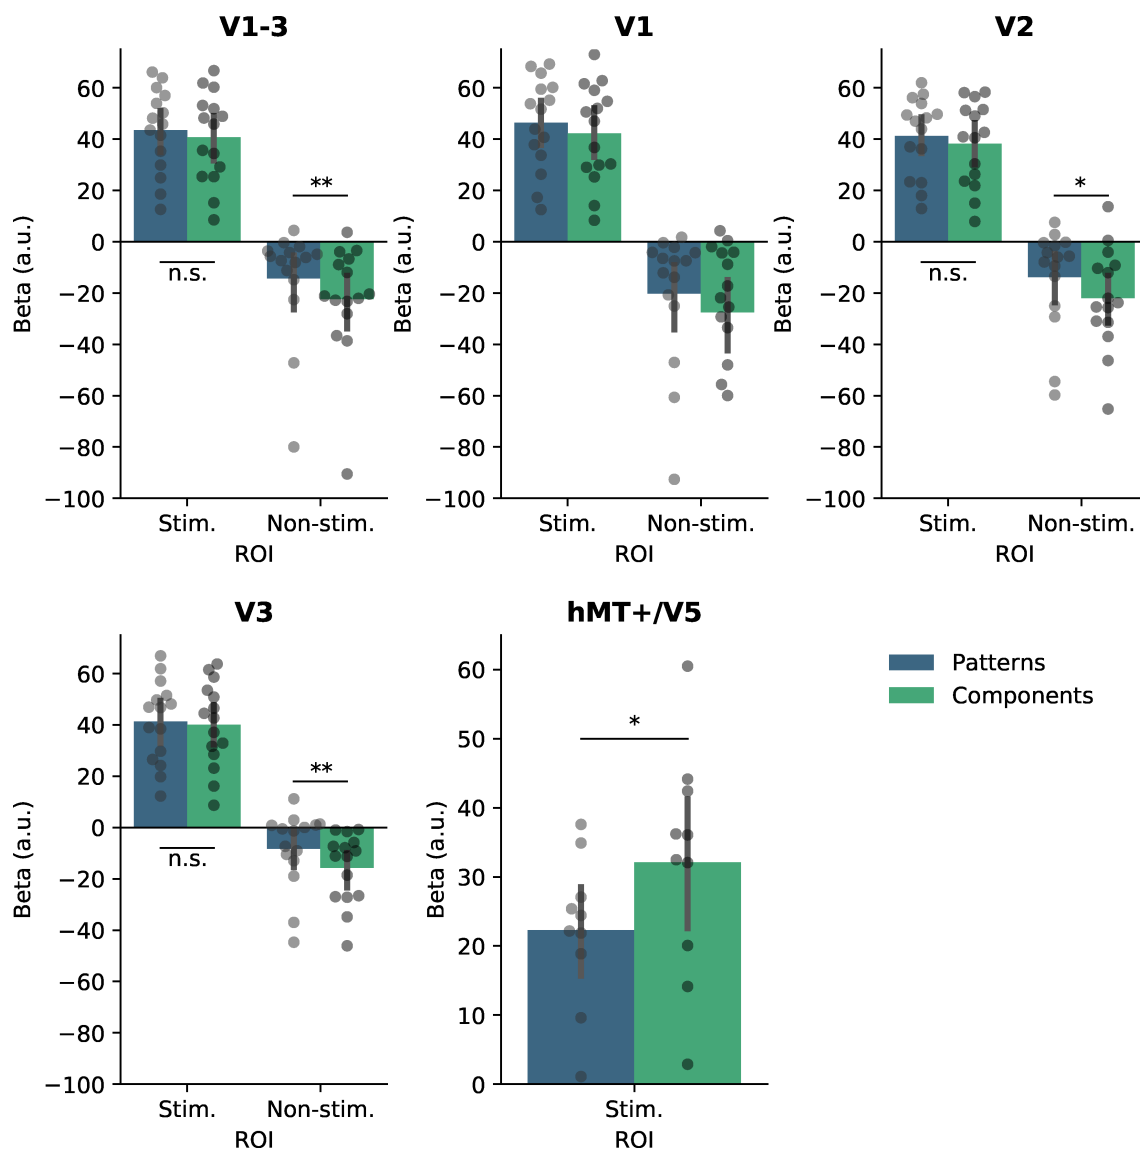 V1-3
Beta (a.u.)
60
40
20
0
−20
−40
−60
−80
−100
n.s.
**
Stim.
Non-stim.
ROI
V1
Beta (a.u.)
60
40
20
0
−20
−40
−60
−80
−100
Stim.
Non-stim.
ROI
V2
Beta (a.u.)
60
40
20
0
−20
−40
−60
−80
−100
n.s.
*
Stim.
Non-stim.
ROI
V3
Beta (a.u.)
60
40
20
0
−20
−40
−60
−80
−100
n.s.
**
Stim.
Non-stim.
ROI
hMT+/V5
Beta (a.u.)
60
50
40
30
20
10
0
*
Stim.
ROI
Patterns
Components